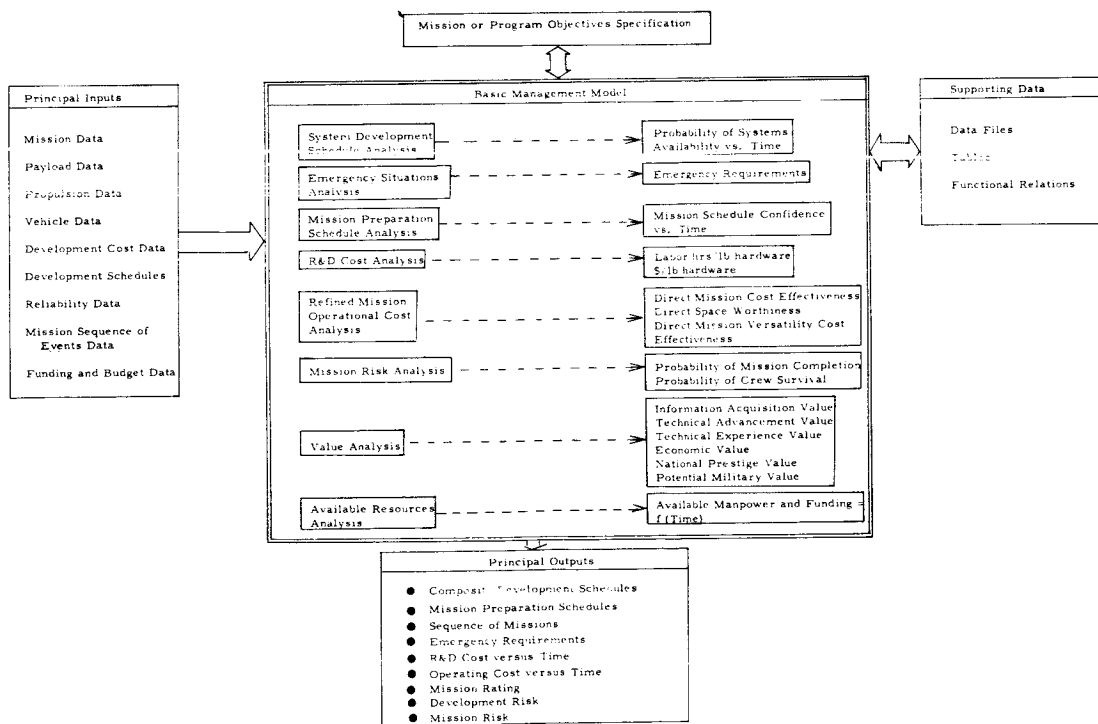 Mission or Program Objectives Specification
Principal Inputs
Mission Data
Payload Data
Propulsion Data
Vehicle Data
Development Cost Data
Development Schedules
Reliability Data
Mission Sequence of
Events Data
Funding and Budget Data
Basic Management Model
System Development
Schedule Analysis
Probability of Systems
Availability vs. Time
Emergency Situations
Analysis
Emergency Requirements
Mission Preparation
Schedule Analysis
Mission Schedule Confidence
vs. Time
R&D Cost Analysis
Labor hrs/lb hardware
$/lb hardware
Refined Mission
Operational Cost
Analysis
Direct Mission Cost Effectiveness
Direct Space Worthiness
Direct Mission Versatility Cost
Effectiveness
Mission Risk Analysis
Probability of Mission Completion
Probability of Crew Survival
Value Analysis
Information Acquisition Value
Technical Advancement Value
Technical Experience Value
Economic Value
National Prestige Value
Potential Military Value
Available Resources
Analysis
Available Manpower and Funding =
f (Time)
Supporting Data
Data Files
Tables
Functional Relations
Principal Outputs
● Development Schedules
● Mission Preparation Schedules
● Sequence of Missions
● Emergency Requirements
● R&D Cost versus Time
● Operating Cost versus Time
● Mission Rating
● Development Risk
● Mission Risk